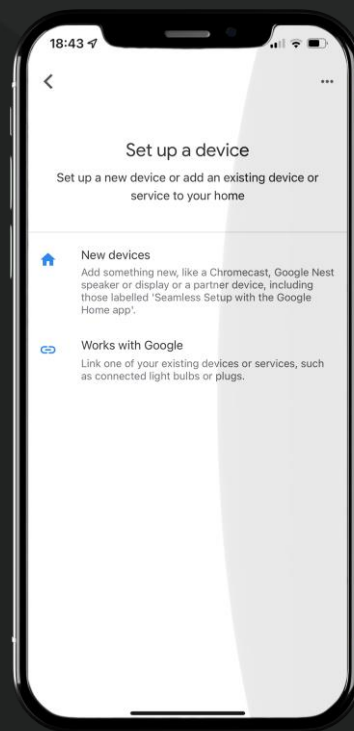 18:43
Set up a device
Set up a new device or add an existing device or
service to your home
New devices
Add something new, like a Chromecast, Google Nest
speaker or display or a partner device, including
those labelled 'Seamless Setup with the Google
Home app'.
Works with Google
Link one of your existing devices or services, such
as connected light bulbs or plugs.